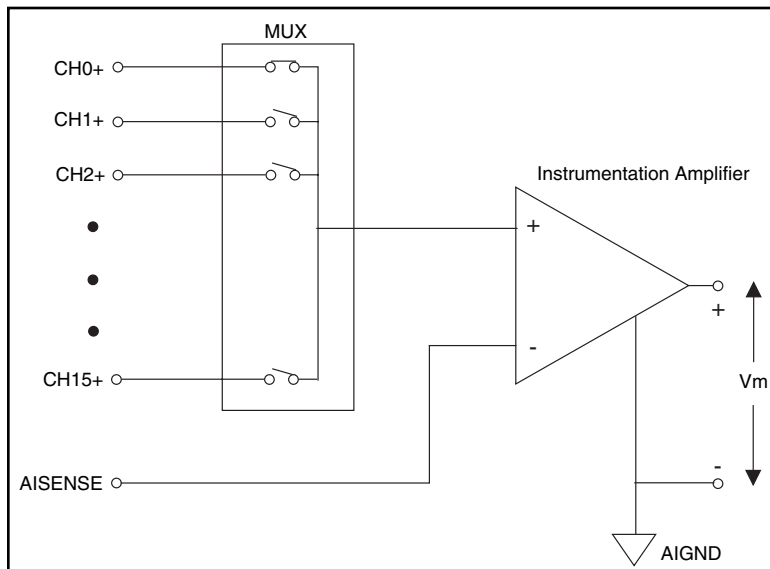 MUX
CH0+
CH1+
CH2+
Instrumentation Amplifier
+
+
-
CH15+
Vm
-
AISENSE
AIGND